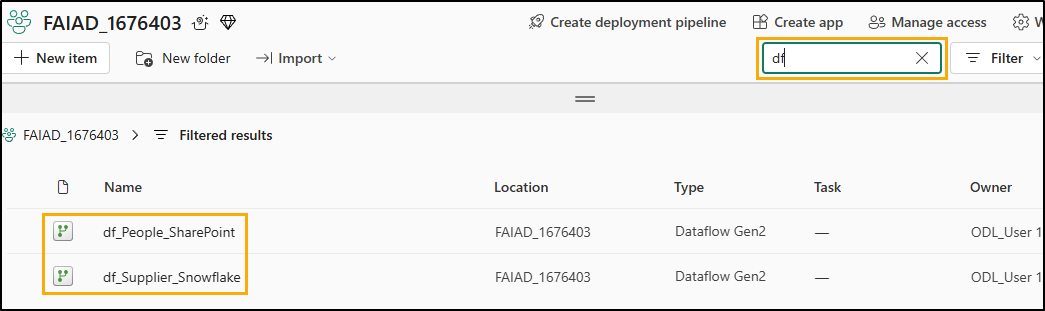 FAIAD_1676403
Create deployment pipeline
Create app
Manage access
W
New item
New folder
Import
df
Filter
FAIAD_1676403 > Filtered results
Name Location Type Task Owner
df_People_SharePoint FAIAD_1676403 Dataflow Gen2 — ODL_User 1
df_Supplier_Snowflake FAIAD_1676403 Dataflow Gen2 — ODL_User 1